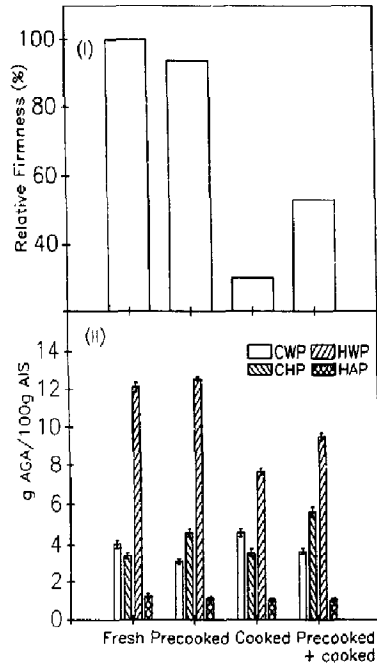 (I)
100
80
60
40
Relative Firmness (%)
(II)
CWP HWP
CHP HAP
14
12
10
8
6
4
2
0
g AGA/100g AIS
Fresh Precooked Cooked Precooked
+ cooked